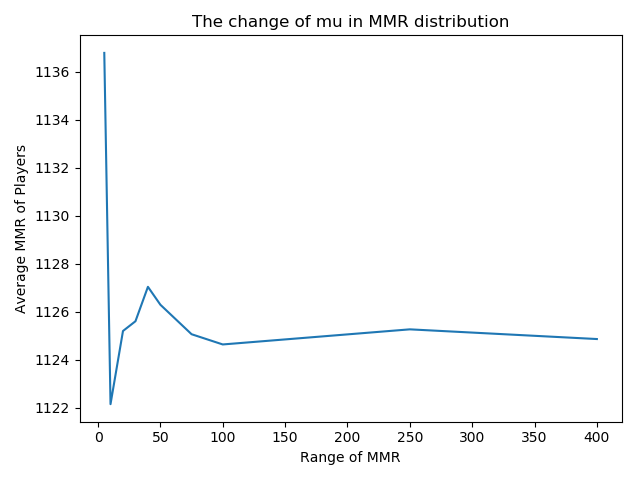 The change of mu in MMR distribution
1136
1134
1132
1130
1128
1126
1124
1122
Average MMR of Players
0 50 100 150 200 250 300 350 400
Range of MMR